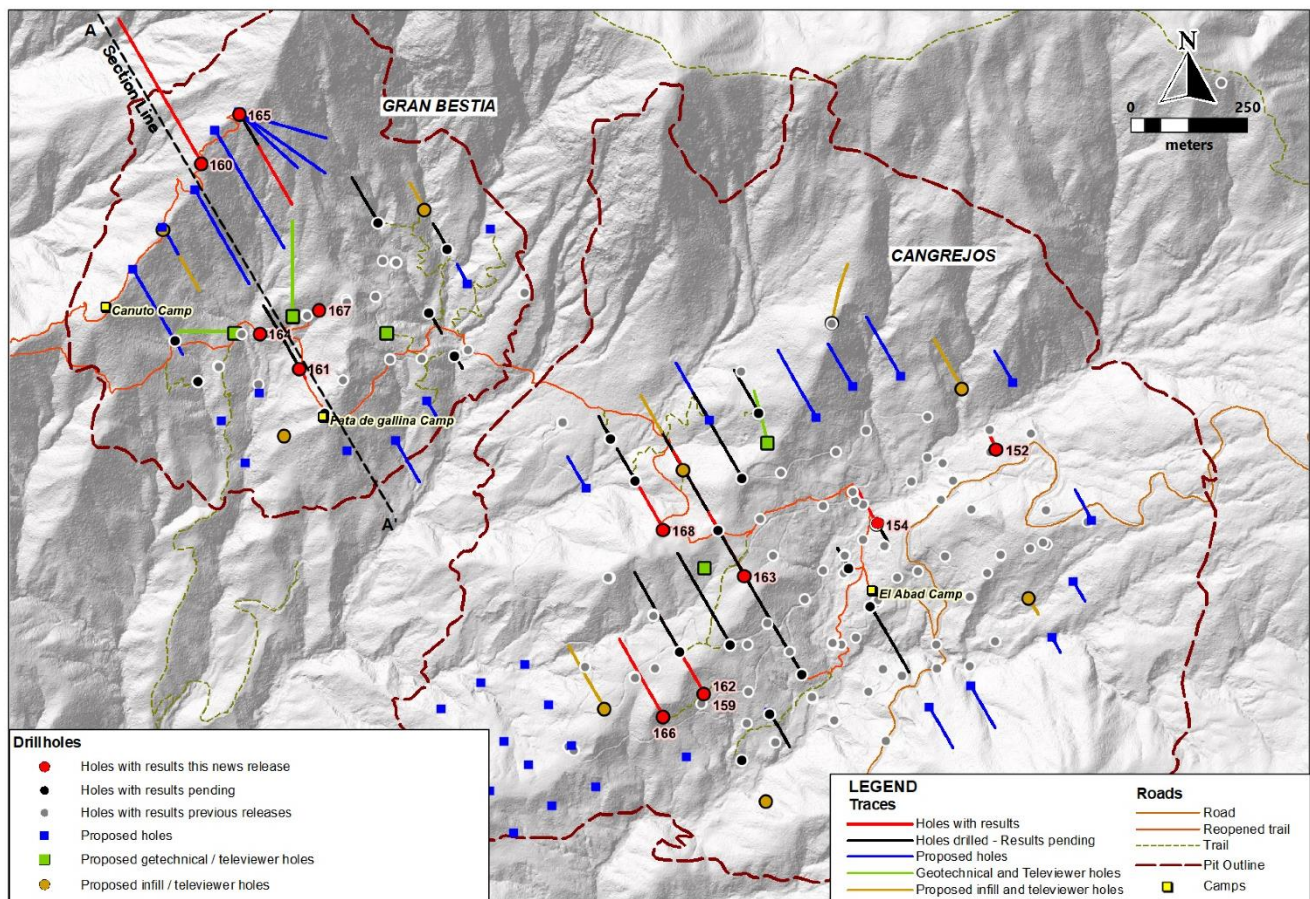 A
Section Line
GRAN BESTIA
N
0 250
meters
165
160
CANGREJOS
Canuto Camp
167
164
161
Pata de gallina Camp
A'
152
168
154
163
El Abad Camp
162
159
166
Drillholes
Holes with results this news release
Holes with results pending
Holes with results previous releases
Proposed holes
Proposed getechnical / televiewer holes
Proposed infill / televiewer holes
LEGEND
Traces
Holes with results
Holes drilled - Results pending
Proposed holes
Geotechnical and Televiewer holes
Proposed infill and televiewer holes
Roads
Road
Reopened trail
Trail
Pit Outline
Camps